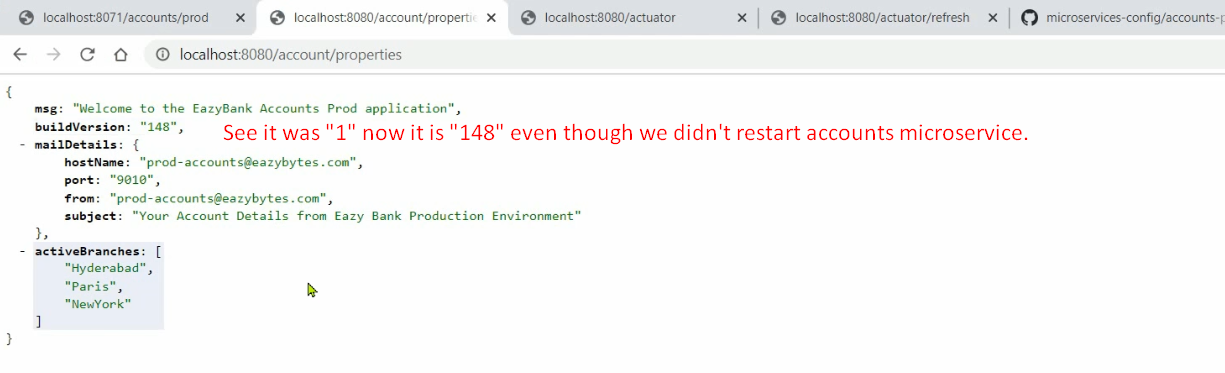 localhost:8071/accounts/prod
localhost:8080/account/properti
localhost:8080/actuator
localhost:8080/actuator/refresh
microservices-config/accounts-p
localhost:8080/account/properties
{
msg: "Welcome to the EazyBank Accounts Prod application",
buildVersion: "148",
See it was "1" now it is "148" even though we didn't restart accounts microservice.
- mailDetails: {
hostName: "prod-accounts@eazybytes.com",
port: "9010",
from: "prod-accounts@eazybytes.com",
subject: "Your Account Details from Eazy Bank Production Environment"
},
- activeBranches: [
"Hyderabad",
"Paris",
"NewYork"
]
}